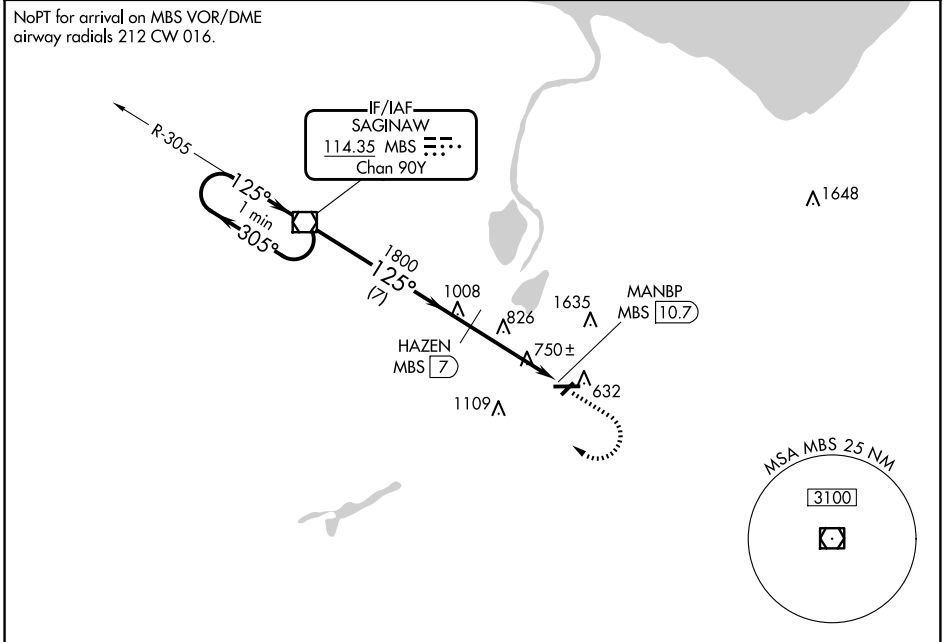 NoPT for arrival on MBS VOR/DME
airway radials 212 CW 016.
R-305
IF/IAF
SAGINAW
114.35 MBS
Chan 90Y
125°
1 min
305°
1800
125°
(7)
1648
1008
826
1635
MANBP
MBS 10.7
HAZEN
MBS 7
750±
632
1109
MSA MBS 25 NM
3100